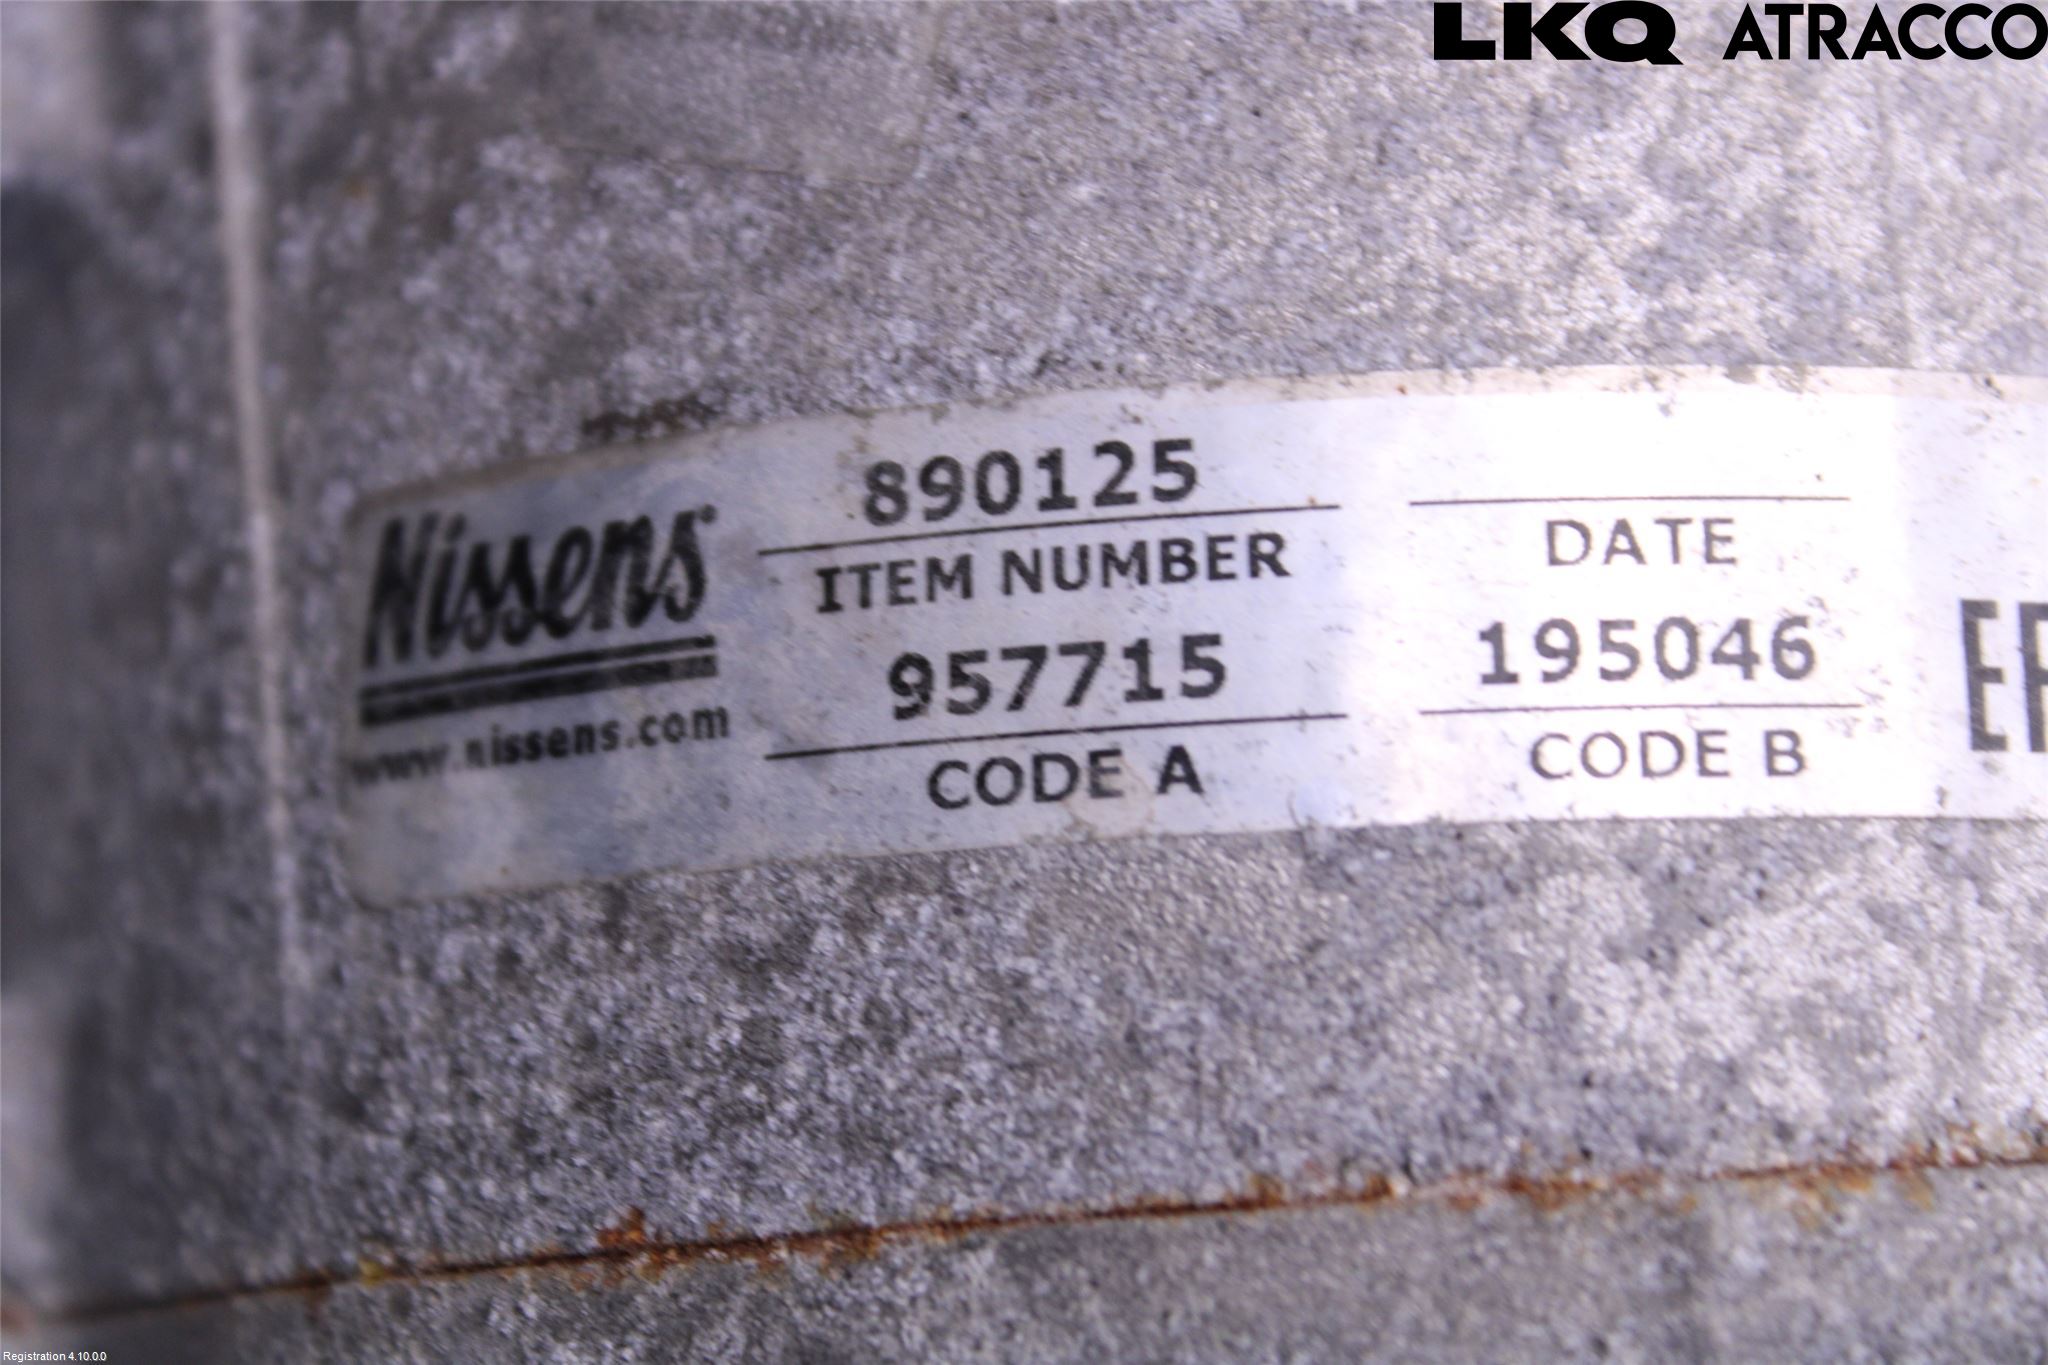 LKQ ATRACCO
Nissens®
www.nissens.com
890125
ITEM NUMBER
957715
CODE A
DATE
195046
CODE B
Registration 4.10.0.0